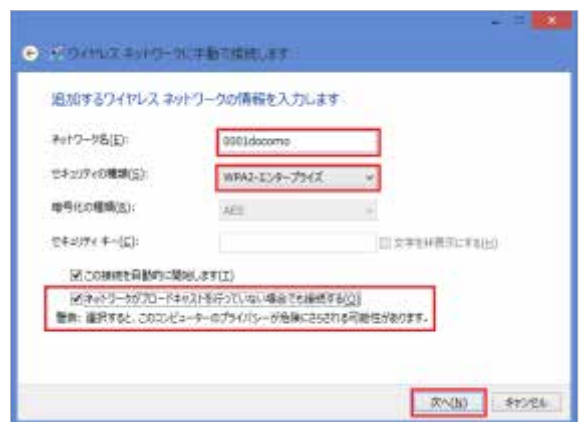 ワイヤレス ネットワークに手動で接続します
追加するワイヤレス ネットワークの情報を入力します
ネットワーク名(E):
0001docomo
セキュリティの種類(S):
WPA2-エンタープライズ
暗号化の種類(R):
AES
セキュリティ キー(C):
文字を非表示にする(H)
この接続を自動的に開始します(T)
ネットワークがブロードキャストを行っていない場合でも接続する(O)
警告: 選択すると、このコンピューターのプライバシーが危険にさらされる可能性があります。
次へ(N)
キャンセル